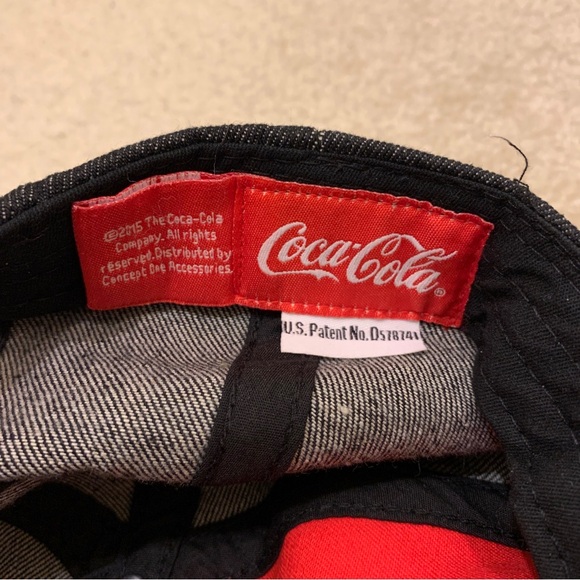 ©2015 The Coca-Cola
Company. All rights
reserved. Distributed by
Concept One Accessories.
Coca-Cola®
U.S. Patent No. D578741